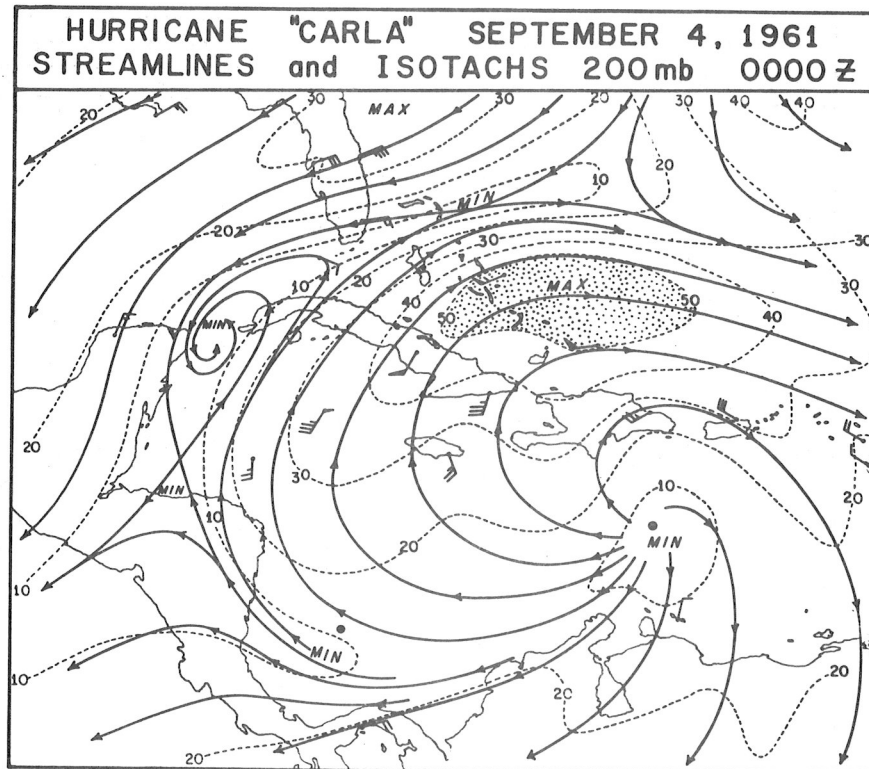 HURRICANE "CARLA" SEPTEMBER 4, 1961
STREAMLINES and ISOTACHS 200mb 0000Z
20 30 MAX 30 20 30 40 40
20
20
10
MIN
20 30 30
20
10 30
40 MAX 50
50 40
MIN
20 20
30
MIN 10
10 20
MIN
10
MIN
10 20 20
20